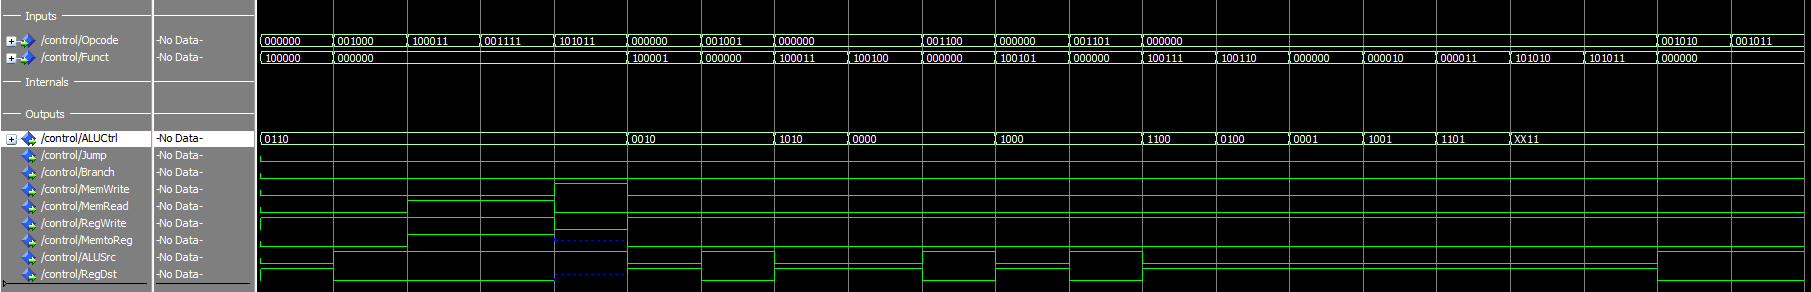 Inputs
/control/Opcode -No Data- 000000 001000 100011 001111 101011 000000 001001 000000 001100 000000 001101 000000 001010 001011
/control/Funct -No Data- 100000 000000 100001 000000 100011 100100 000000 100101 000000 100111 100110 000000 000010 000011 101010 101011 000000
Internals
Outputs
/control/ALUCtrl -No Data- 0110 0010 1010 0000 1000 1100 0100 0001 1001 1101 XX11
/control/Jump -No Data-
/control/Branch -No Data-
/control/MemWrite -No Data-
/control/MemRead -No Data-
/control/RegWrite -No Data-
/control/MemtoReg -No Data-
/control/ALUSrc -No Data-
/control/RegDst -No Data-